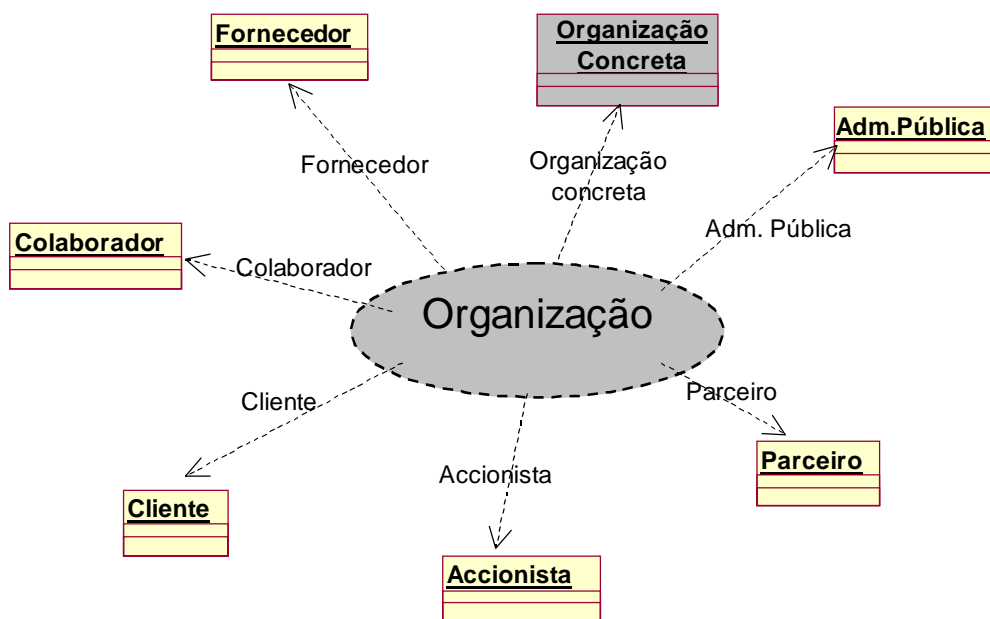 Fornecedor
Organização
Concreta
Adm.Pública
Fornecedor
Organização
concreta
Adm. Pública
Colaborador
Colaborador
Organização
Cliente
Parceiro
Accionista
Parceiro
Cliente
Accionista